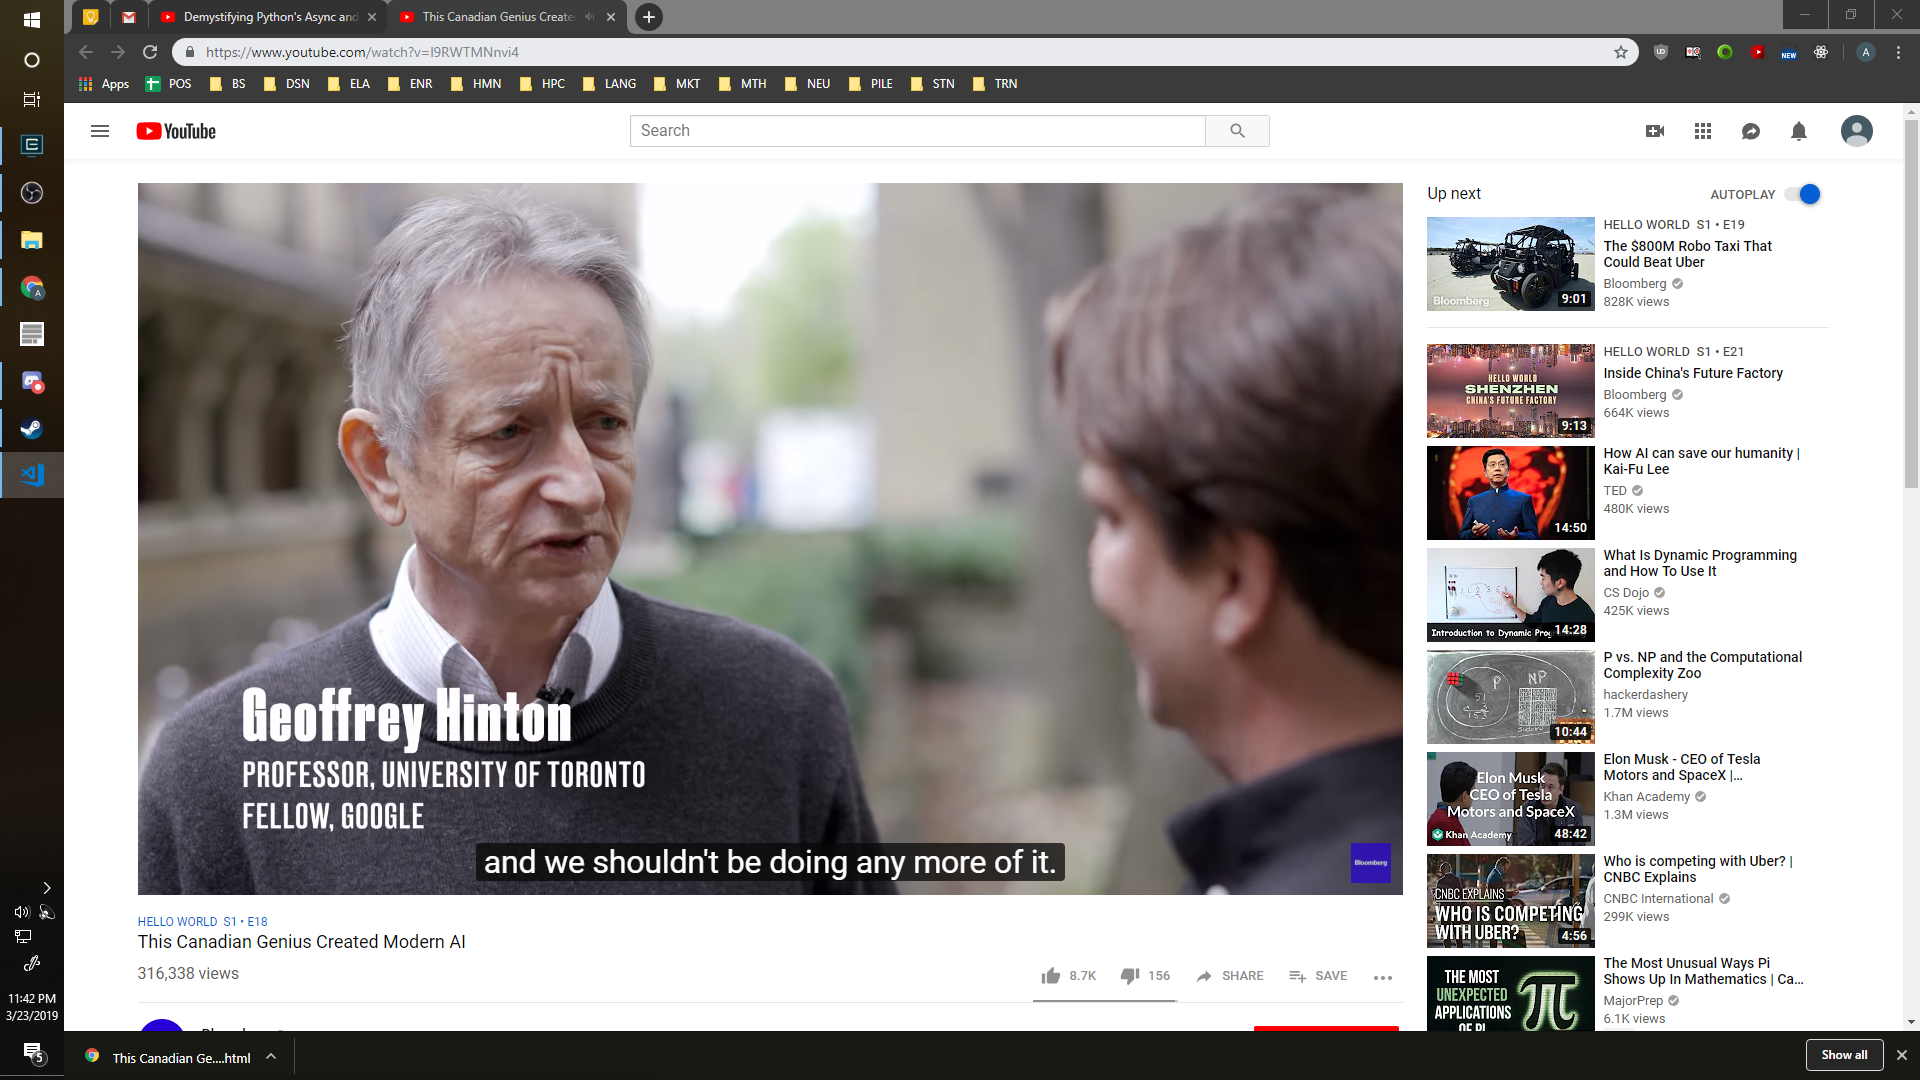 Demystifying Python's Async and
This Canadian Genius Create
https://www.youtube.com/watch?v=I9RWTMNnvi4
Apps
POS
BS
DSN
ELA
ENR
HMN
HPC
LANG
MKT
MTH
NEU
PILE
STN
TRN
YouTube
Search
Geoffrey Hinton
PROFESSOR, UNIVERSITY OF TORONTO
FELLOW, GOOGLE
and we shouldn't be doing any more of it.
Bloomberg
HELLO WORLD S1 • E18
This Canadian Genius Created Modern AI
316,338 views
8.7K
156
SHARE
SAVE
Up next
AUTOPLAY
Bloomberg
9:01
HELLO WORLD S1 • E19
The $800M Robo Taxi That
Could Beat Uber
Bloomberg
828K views
HELLO WORLD
SHENZHEN
CHINA'S FUTURE FACTORY
9:13
HELLO WORLD S1 • E21
Inside China's Future Factory
Bloomberg
664K views
14:50
How AI can save our humanity |
Kai-Fu Lee
TED
480K views
Introduction to Dynamic Prog
14:28
What Is Dynamic Programming
and How To Use It
CS Dojo
425K views
P
NP
10:44
P vs. NP and the Computational
Complexity Zoo
hackerdashery
1.7M views
Elon Musk
CEO of Tesla
Motors and SpaceX
Khan Academy
48:42
Elon Musk - CEO of Tesla
Motors and SpaceX |...
Khan Academy
1.3M views
CNBC EXPLAINS
WHO IS COMPETING
WITH UBER?
4:56
Who is competing with Uber? |
CNBC Explains
CNBC International
299K views
THE MOST
UNEXPECTED
APPLICATIONS
OF PI
The Most Unusual Ways Pi
Shows Up In Mathematics | Ca...
MajorPrep
6.1K views
11:42 PM
3/23/2019
5
This Canadian Ge....html
Show all